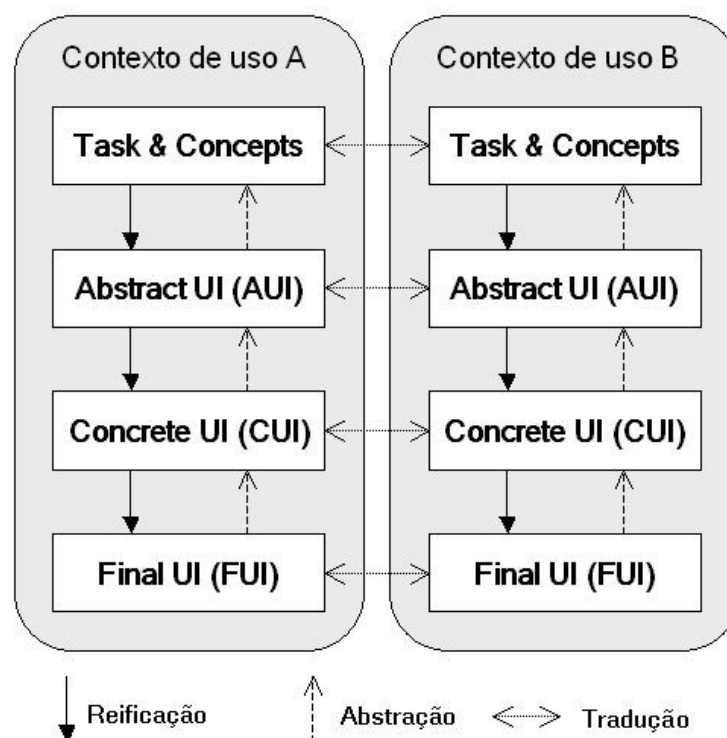 Contexto de uso A
Contexto de uso B
Task & Concepts
Task & Concepts
Abstract UI (AUI)
Abstract UI (AUI)
Concrete UI (CUI)
Concrete UI (CUI)
Final UI (FUI)
Final UI (FUI)
Reificação
Abstração
Tradução